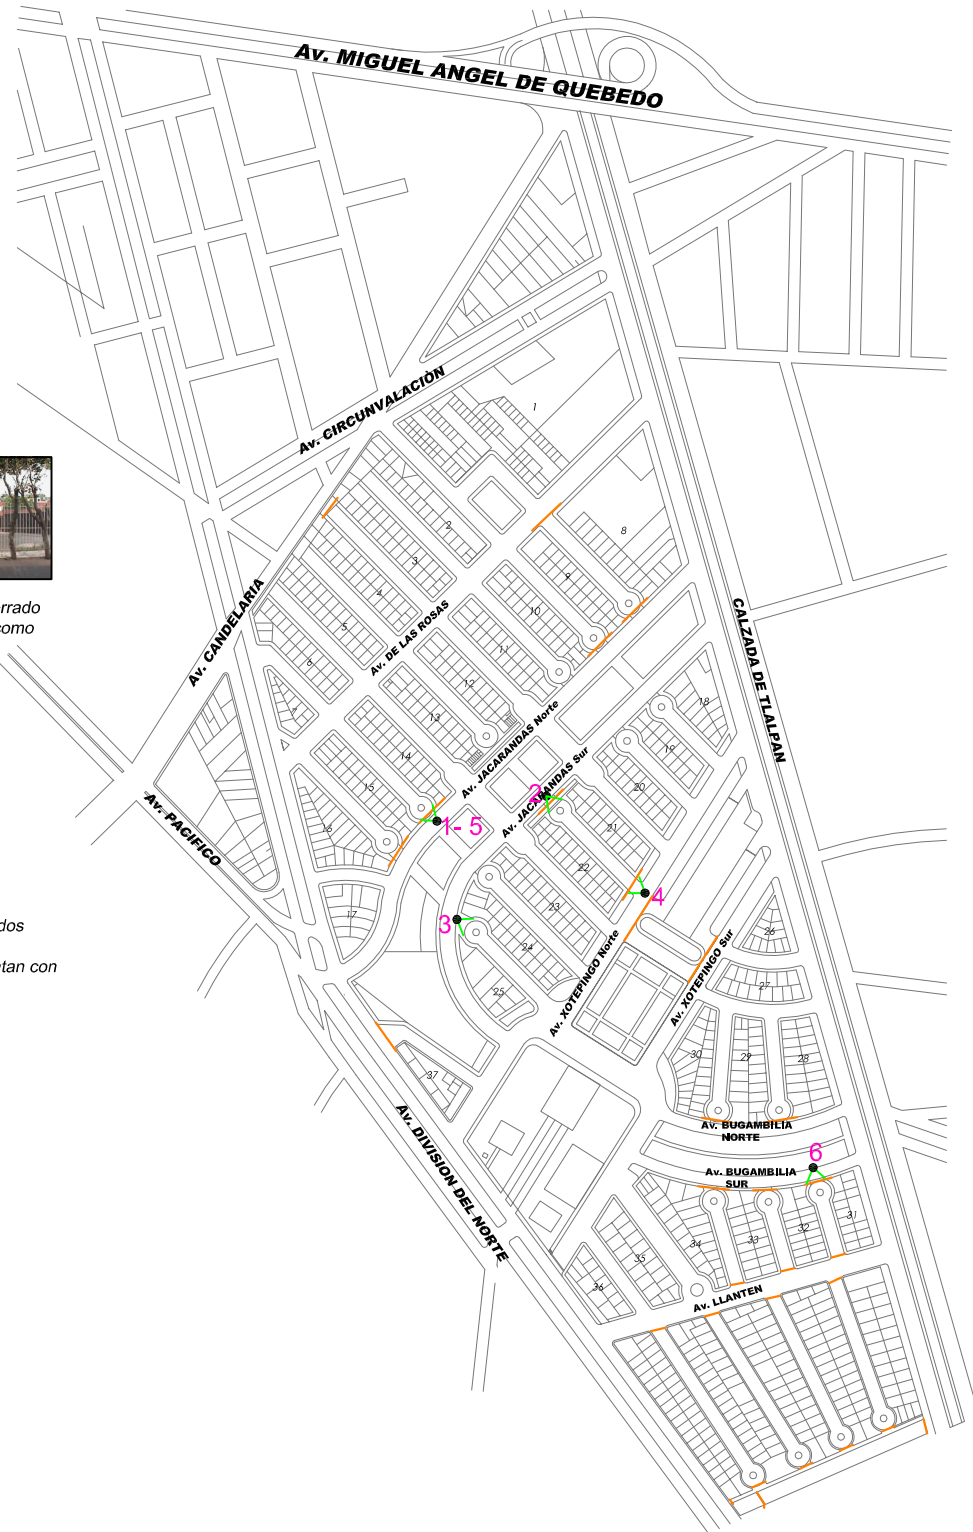 Av. MIGUEL ANGEL DE QUEBEDO
Av. CIRCUNVALACIÒN
1
2
8
3
9
4
errado
como
Av. CANDELARIA
5
Av. DE LAS ROSAS
10
CALZADA DE TLALPAN
6
11
12
7
13
18
Av. JACARANDAS Norte
14
19
Av. JACARANDAS Sur
15
20
2
Av. PACIFICO
16
1- 5
21
22
4
17
3
23
dos
24
tan con
26
Av. XOTEPINGO Norte
Av. XOTEPINGO Sur
25
27
30
29
28
37
Av. DIVISION DEL NORTE
Av. BUGAMBILIA
NORTE
6
Av. BUGAMBILIA
SUR
31
32
33
34
35
36
Av. LLANTEN